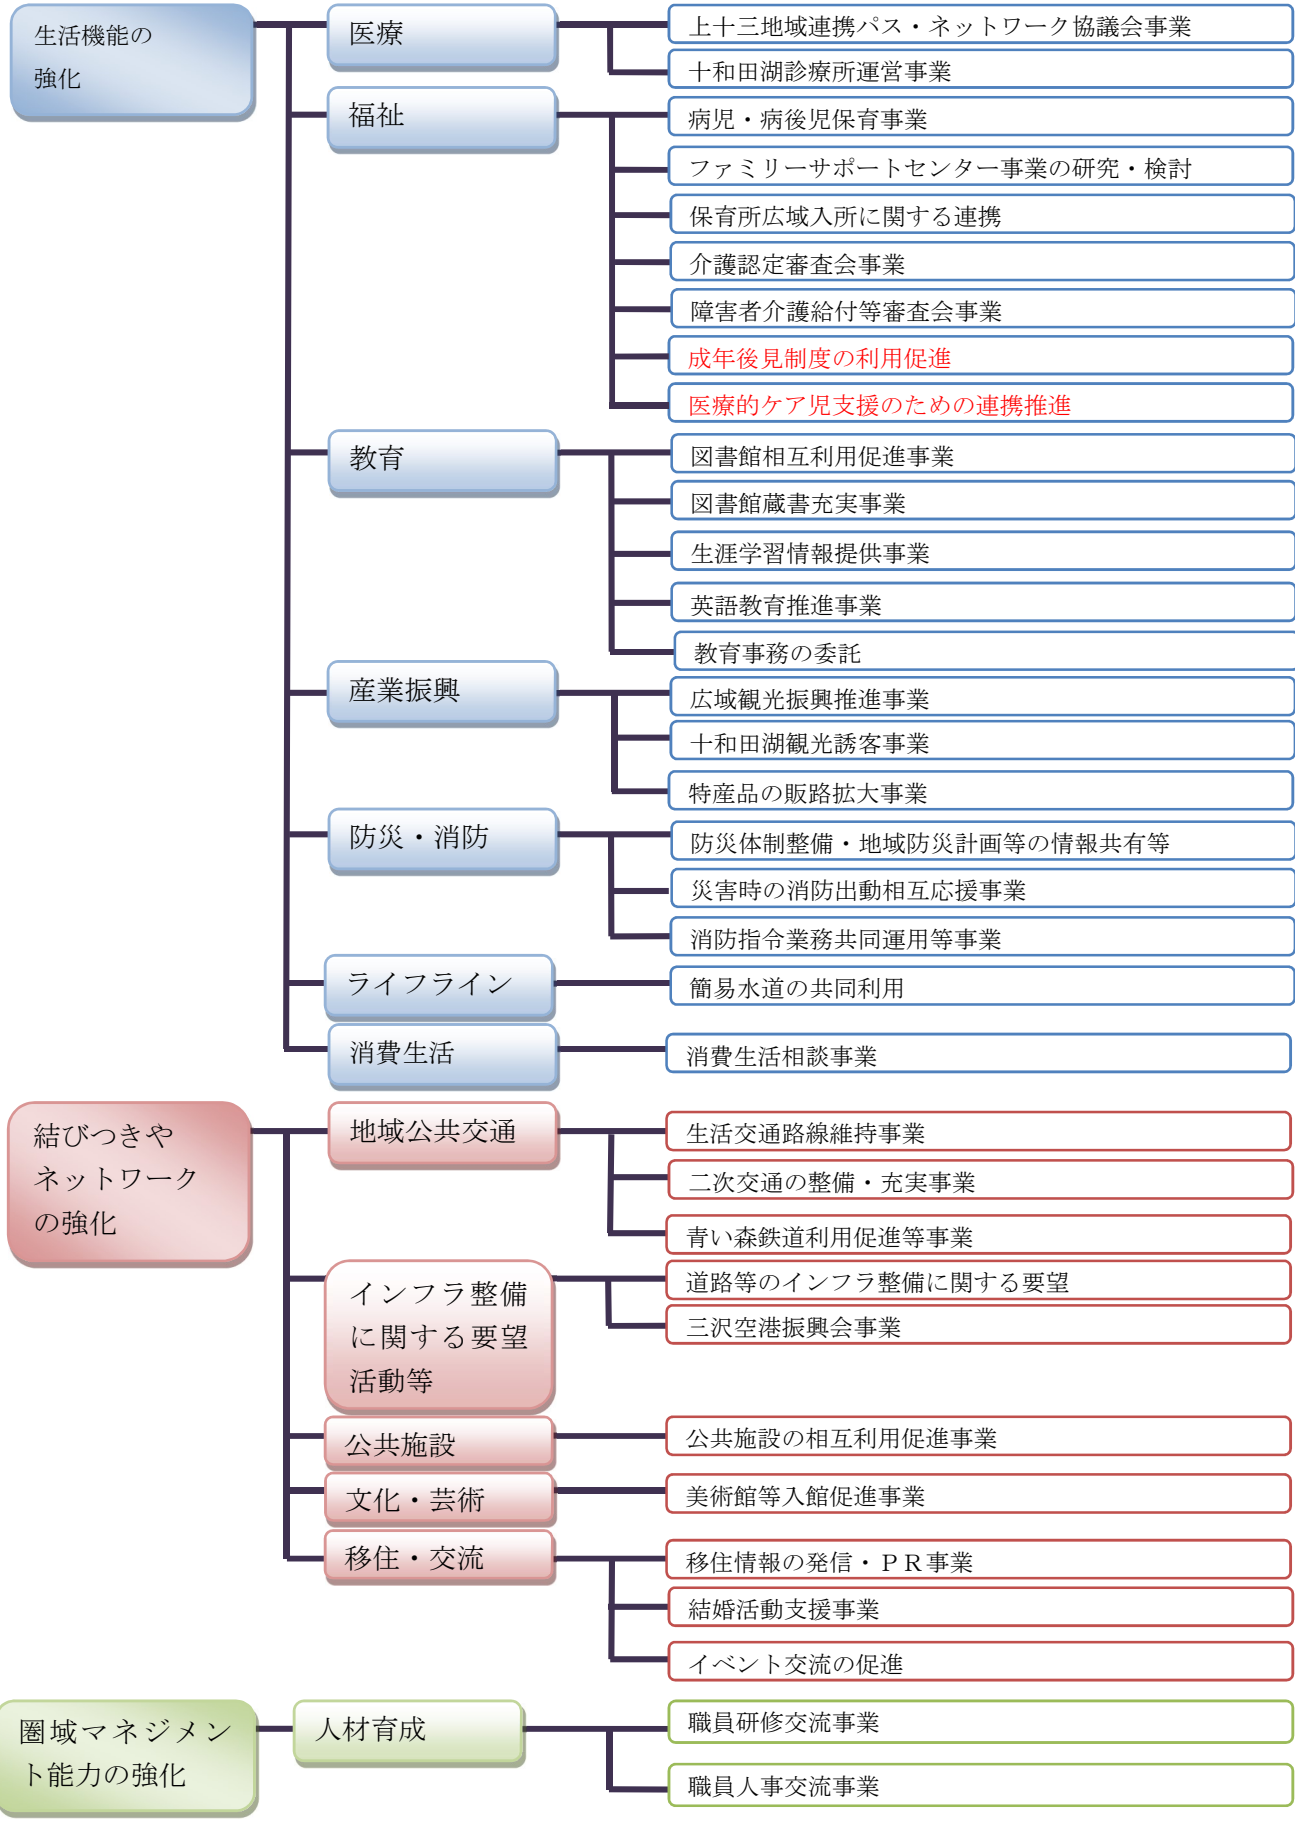 生活機能の
強化
医療
上十三地域連携パス・ネットワーク協議会事業
十和田湖診療所運営事業
福祉
病児・病後児保育事業
ファミリーサポートセンター事業の研究・検討
保育所広域入所に関する連携
介護認定審査会事業
障害者介護給付等審査会事業
成年後見制度の利用促進
医療的ケア児支援のための連携推進
教育
図書館相互利用促進事業
図書館蔵書充実事業
生涯学習情報提供事業
英語教育推進事業
教育事務の委託
産業振興
広域観光振興推進事業
十和田湖観光誘客事業
特産品の販路拡大事業
防災・消防
防災体制整備・地域防災計画等の情報共有等
災害時の消防出動相互応援事業
消防指令業務共同運用等事業
ライフライン
簡易水道の共同利用
消費生活
消費生活相談事業
結びつきや
ネットワーク
の強化
地域公共交通
生活交通路線維持事業
二次交通の整備・充実事業
青い森鉄道利用促進等事業
インフラ整備
に関する要望
活動等
道路等のインフラ整備に関する要望
三沢空港振興会事業
公共施設
公共施設の相互利用促進事業
文化・芸術
美術館等入館促進事業
移住・交流
移住情報の発信・ＰＲ事業
結婚活動支援事業
イベント交流の促進
圏域マネジメン
ト能力の強化
人材育成
職員研修交流事業
職員人事交流事業